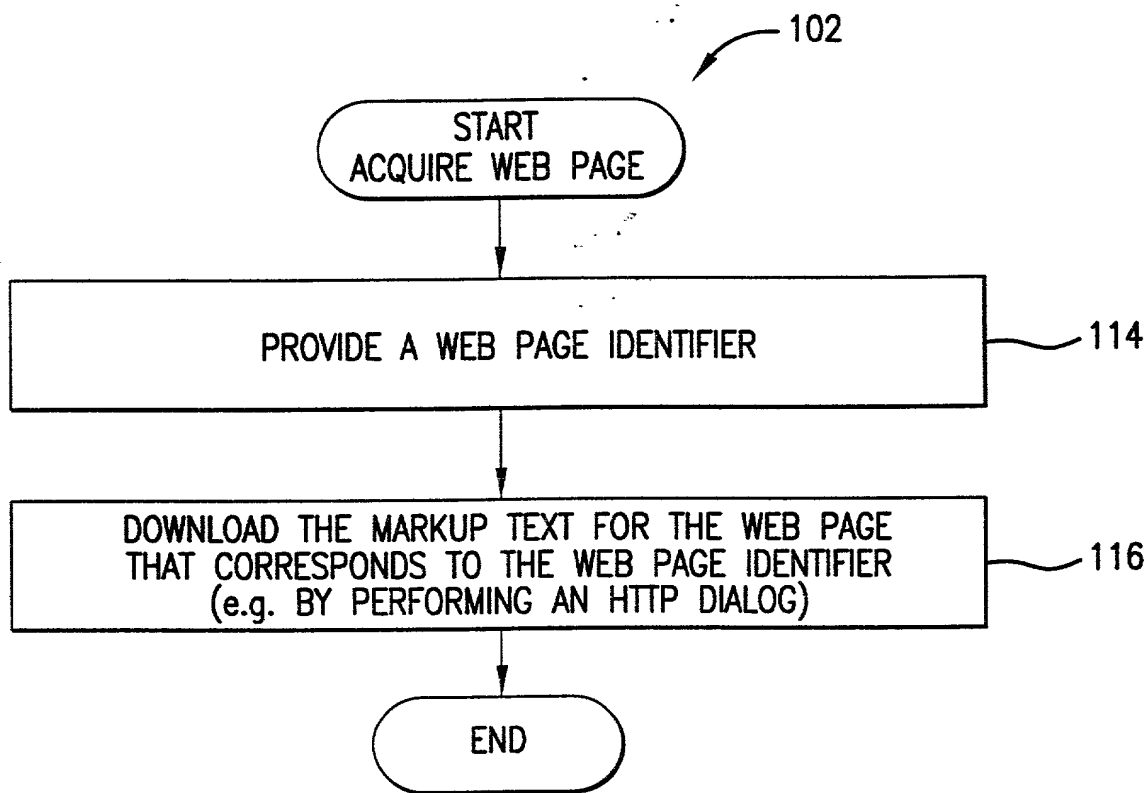 102
START
ACQUIRE WEB PAGE
PROVIDE A WEB PAGE IDENTIFIER
114
DOWNLOAD THE MARKUP TEXT FOR THE WEB PAGE
THAT CORRESPONDS TO THE WEB PAGE IDENTIFIER
(e.g. BY PERFORMING AN HTTP DIALOG)
116
END